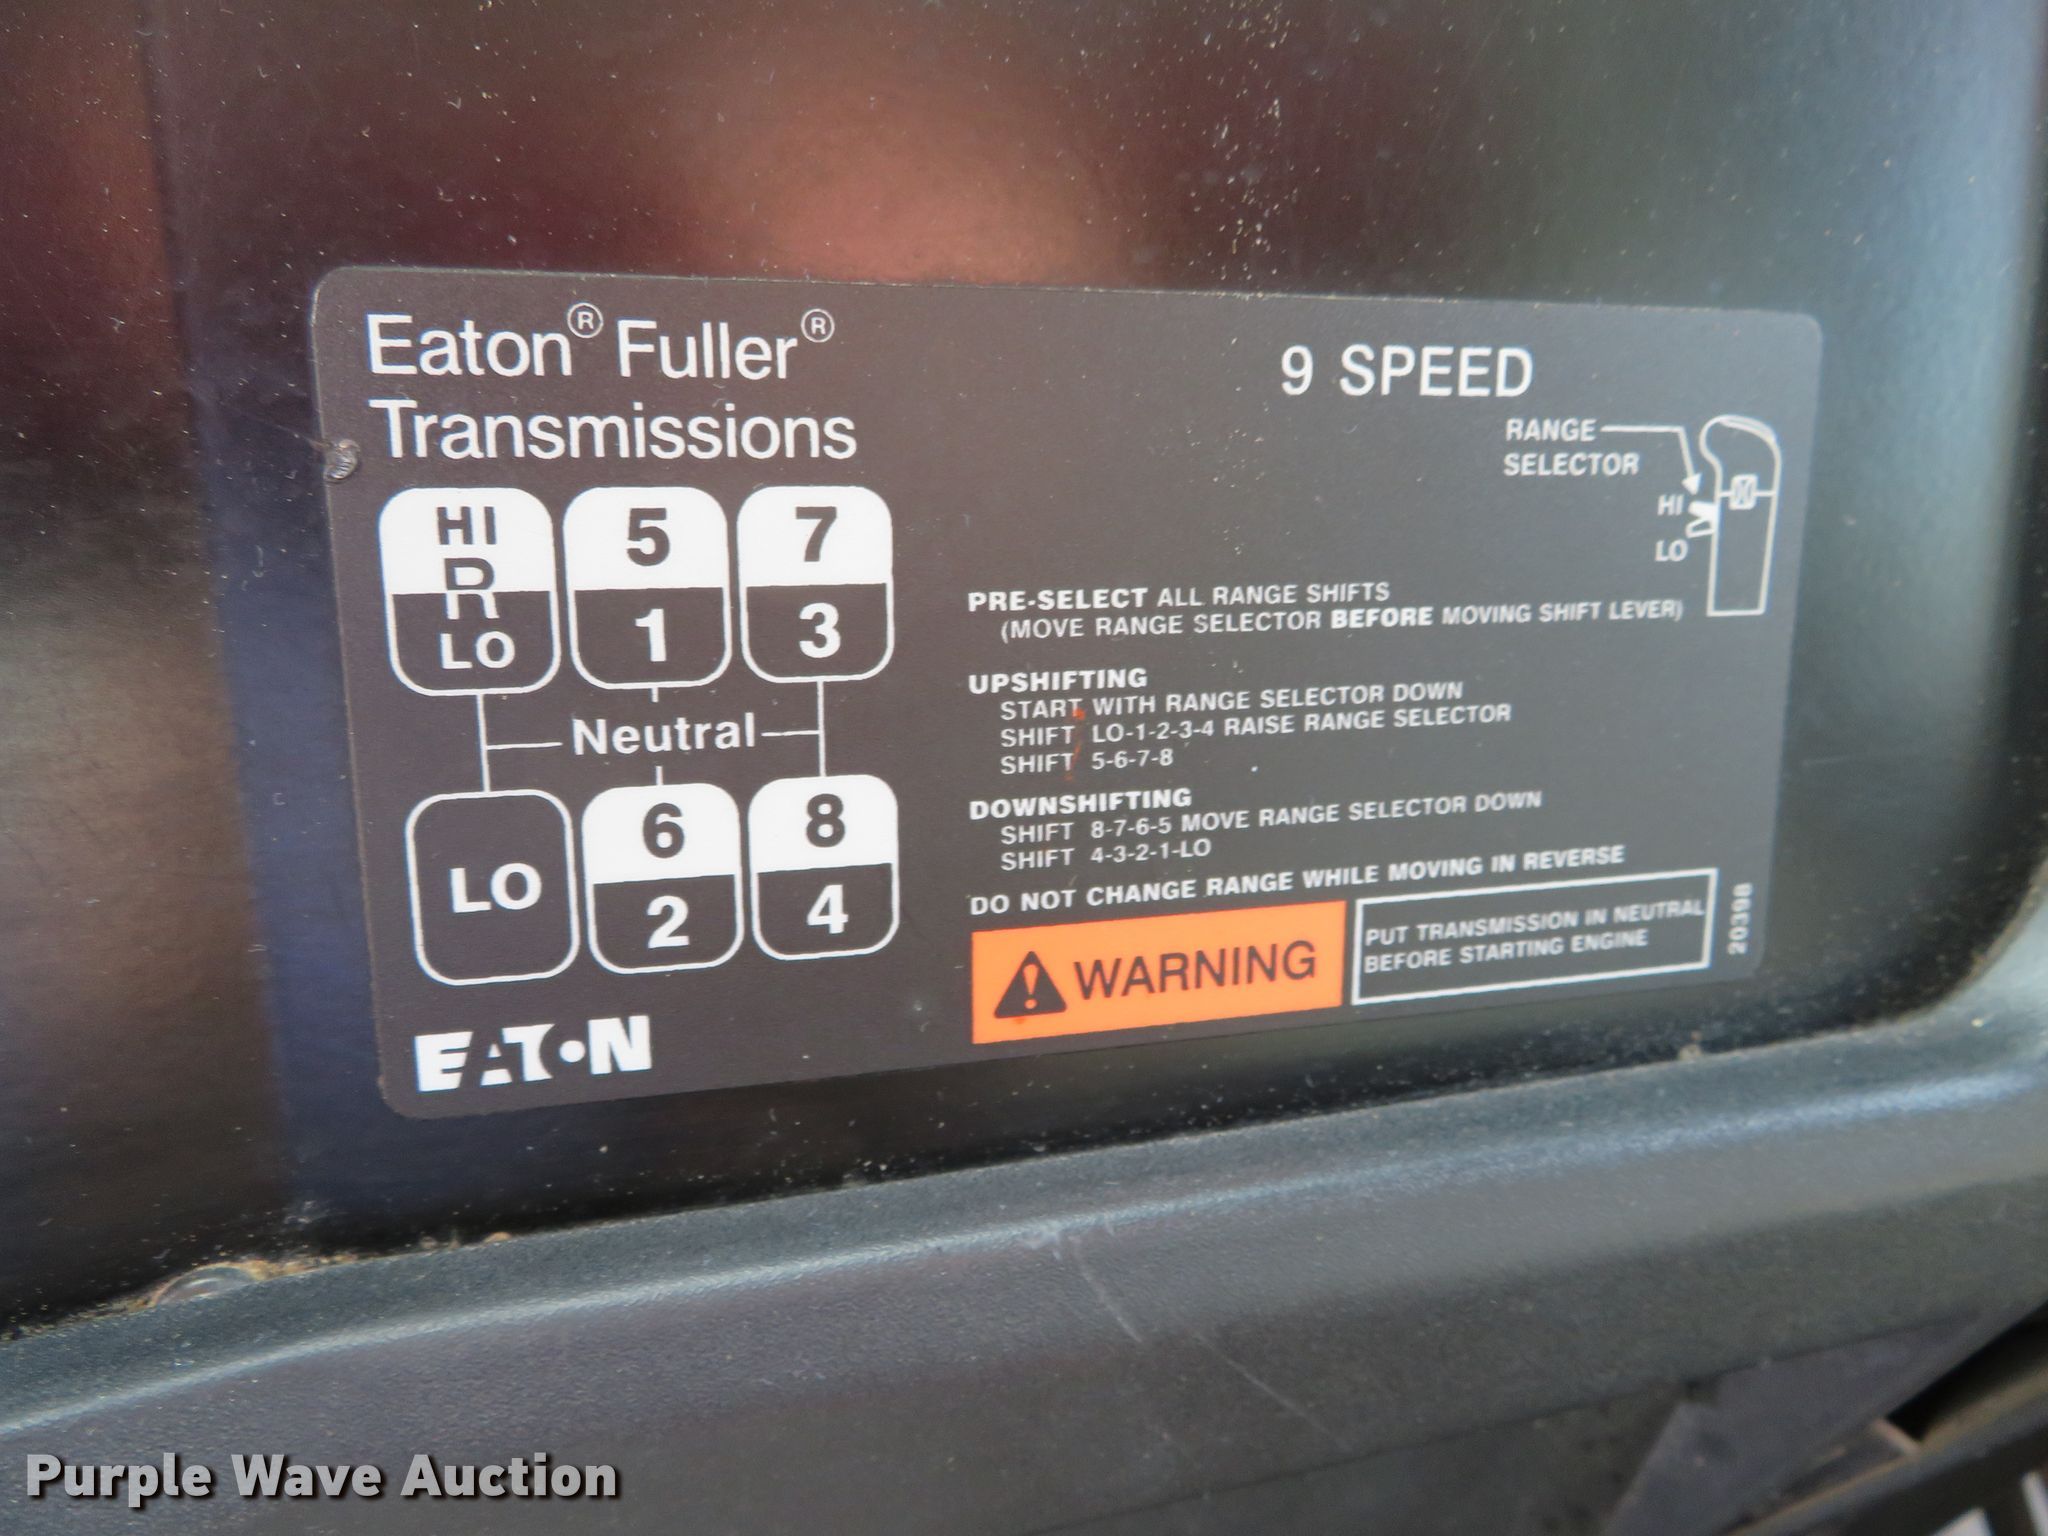 Eaton® Fuller®
Transmissions
9 SPEED
RANGE
SELECTOR
HI
LO
HI
R
LO
5
1
7
3
Neutral
LO
6
2
8
4
EATON
PRE-SELECT ALL RANGE SHIFTS
(MOVE RANGE SELECTOR BEFORE MOVING SHIFT LEVER)
UPSHIFTING
START WITH RANGE SELECTOR DOWN
SHIFT LO-1-2-3-4 RAISE RANGE SELECTOR
SHIFT 5-6-7-8
DOWNSHIFTING
SHIFT 8-7-6-5 MOVE RANGE SELECTOR DOWN
SHIFT 4-3-2-1-LO
DO NOT CHANGE RANGE WHILE MOVING IN REVERSE
WARNING
PUT TRANSMISSION IN NEUTRAL
BEFORE STARTING ENGINE
20398
Purple Wave Auction